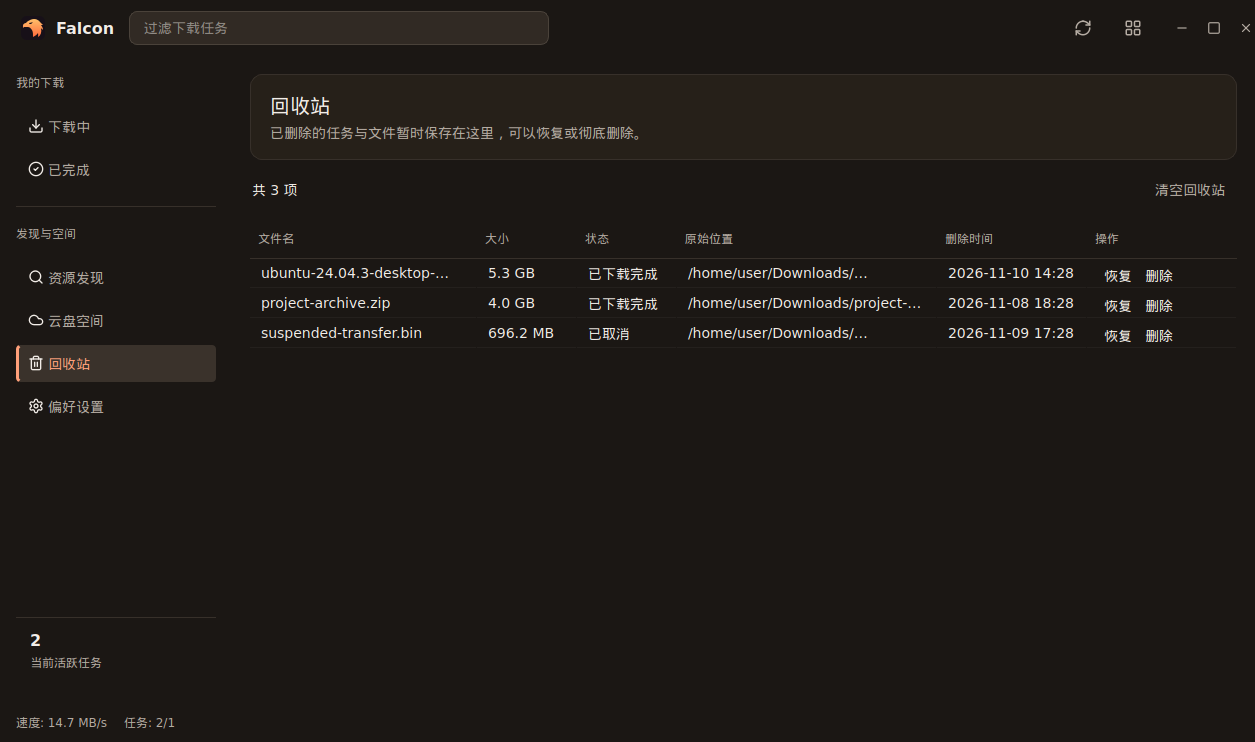 Falcon 过滤下载任务
我的下载
下载中
已完成
发现与空间
资源发现
云盘空间
回收站
偏好设置
2
当前活跃任务
速度: 14.7 MB/s 任务: 2/1
回收站
已删除的任务与文件暂时保存在这里，可以恢复或彻底删除。
共 3 项 清空回收站
文件名 大小 状态 原始位置 删除时间 操作
ubuntu-24.04.3-desktop-… 5.3 GB 已下载完成 /home/user/Downloads/… 2026-11-10 14:28 恢复 删除
project-archive.zip 4.0 GB 已下载完成 /home/user/Downloads/project-… 2026-11-08 18:28 恢复 删除
suspended-transfer.bin 696.2 MB 已取消 /home/user/Downloads/… 2026-11-09 17:28 恢复 删除